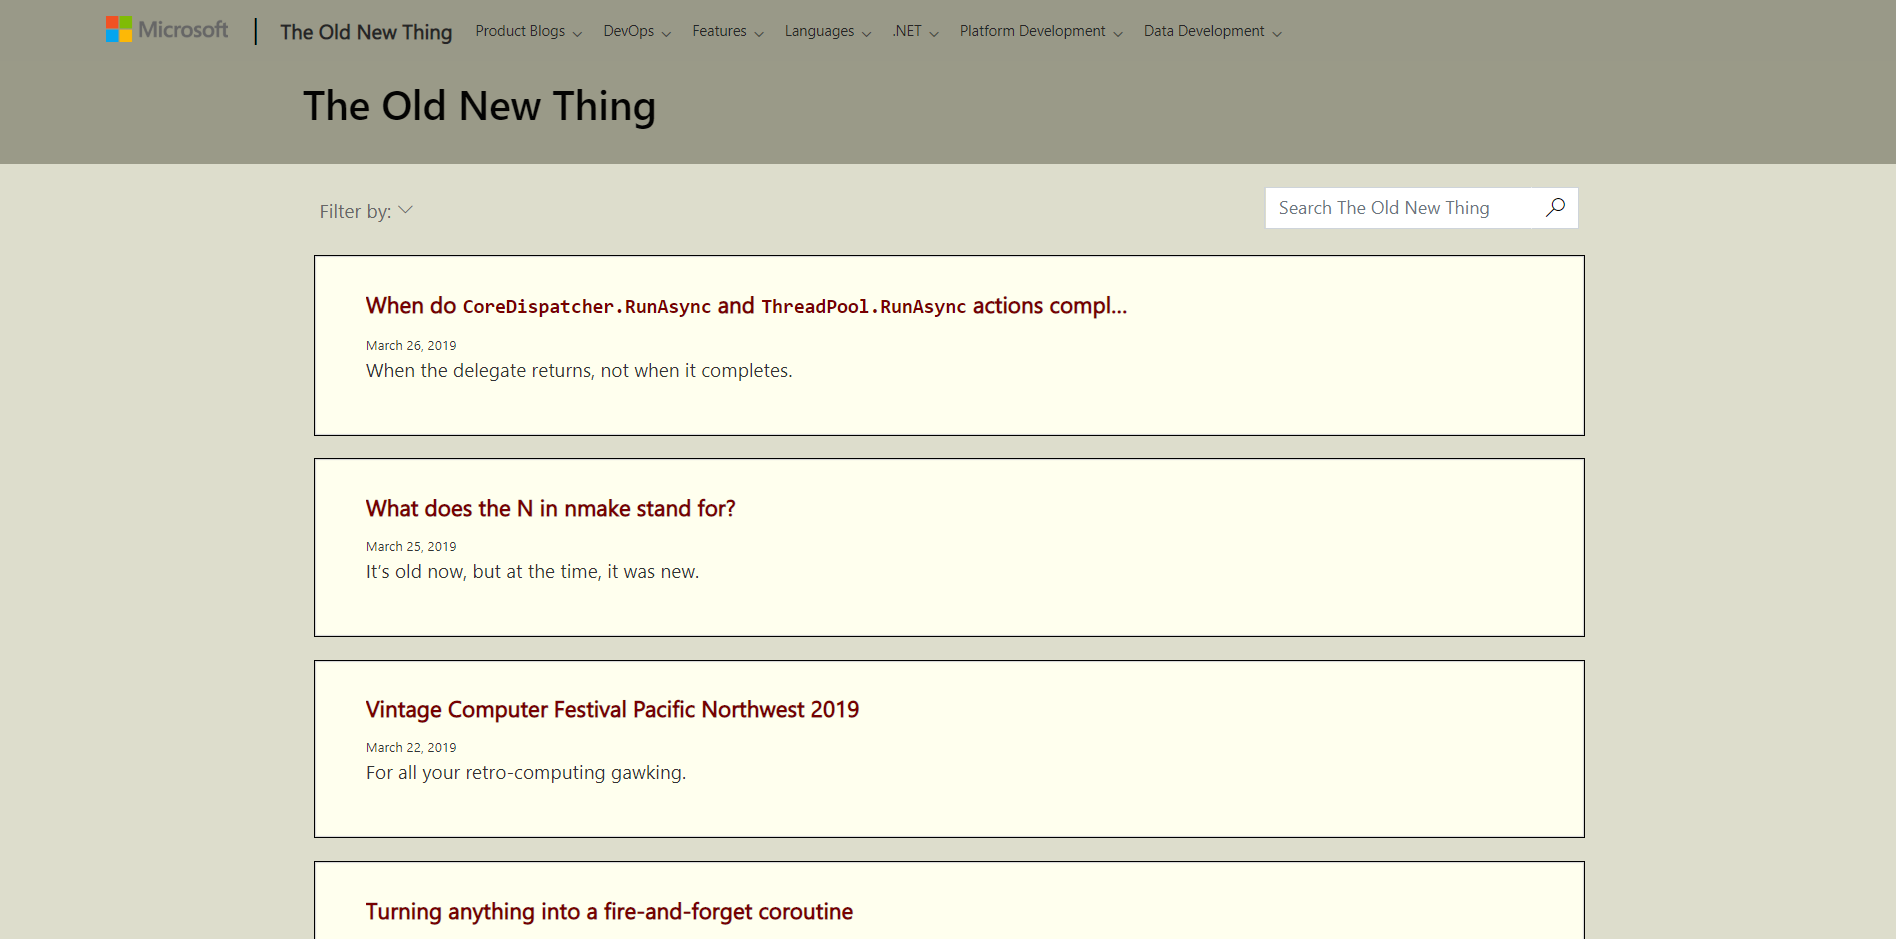 Microsoft The Old New Thing Product Blogs DevOps Features Languages .NET Platform Development Data Development
The Old New Thing
Filter by: Search The Old New Thing
When do CoreDispatcher.RunAsync and ThreadPool.RunAsync actions compl...
March 26, 2019
When the delegate returns, not when it completes.
What does the N in nmake stand for?
March 25, 2019
It's old now, but at the time, it was new.
Vintage Computer Festival Pacific Northwest 2019
March 22, 2019
For all your retro-computing gawking.
Turning anything into a fire-and-forget coroutine